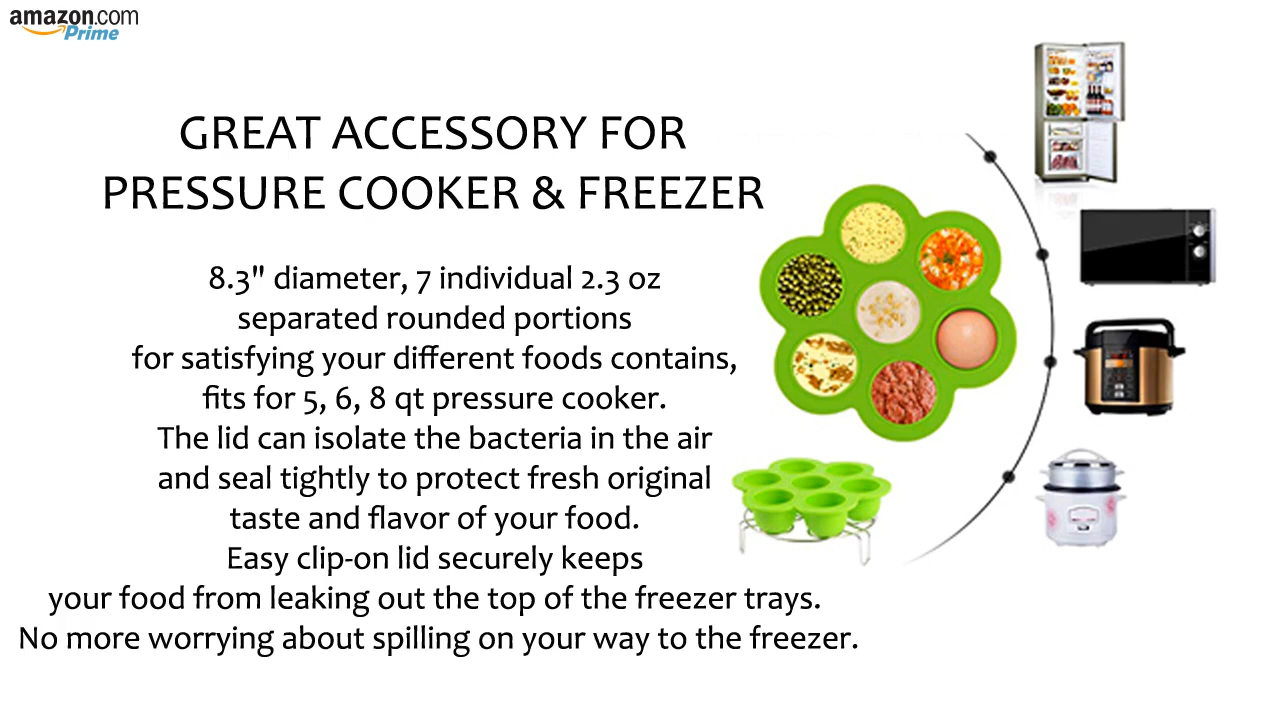 amazon.com
Prime
GREAT ACCESSORY FOR
PRESSURE COOKER & FREEZER
8.3" diameter, 7 individual 2.3 oz
separated rounded portions
for satisfying your different foods contains,
fits for 5, 6, 8 qt pressure cooker.
The lid can isolate the bacteria in the air
and seal tightly to protect fresh original
taste and flavor of your food.
Easy clip-on lid securely keeps
your food from leaking out the top of the freezer trays.
No more worrying about spilling on your way to the freezer.